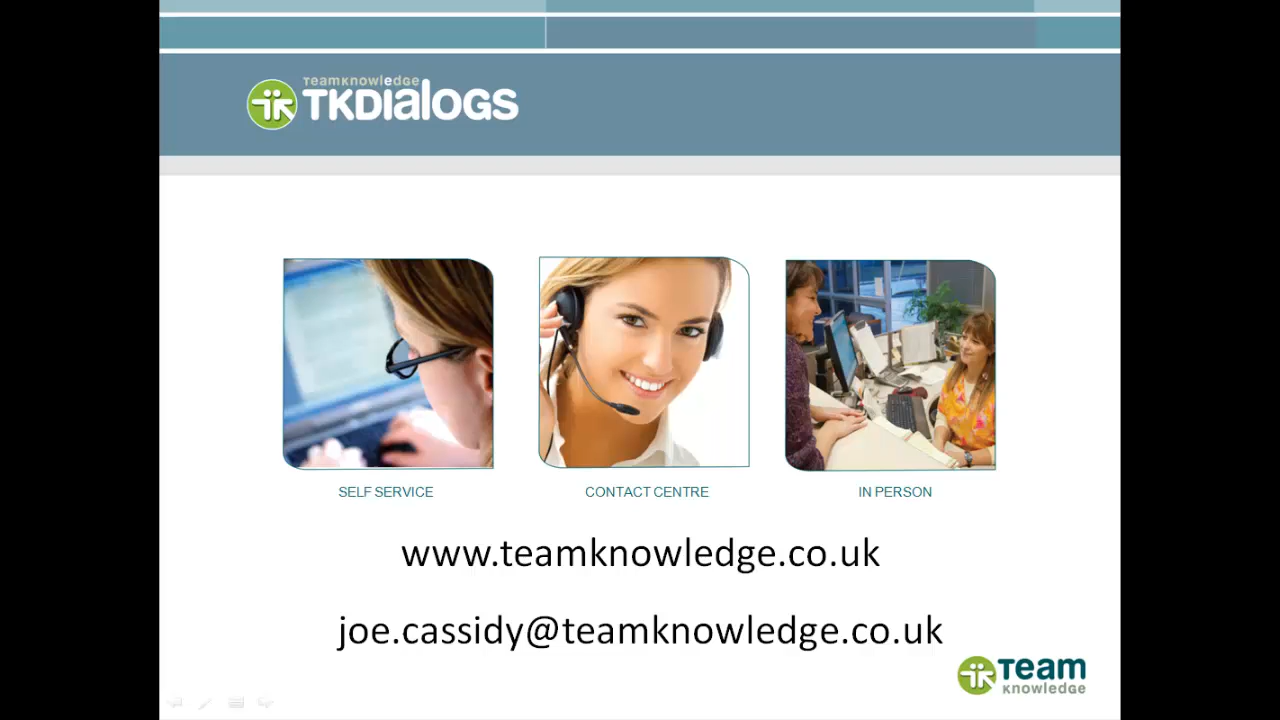 TeamKnowleDGe
TKDialoGS
SELF SERVICE
CONTACT CENTRE
IN PERSON
www.teamknowledge.co.uk
joe.cassidy@teamknowledge.co.uk
Team
Knowledge